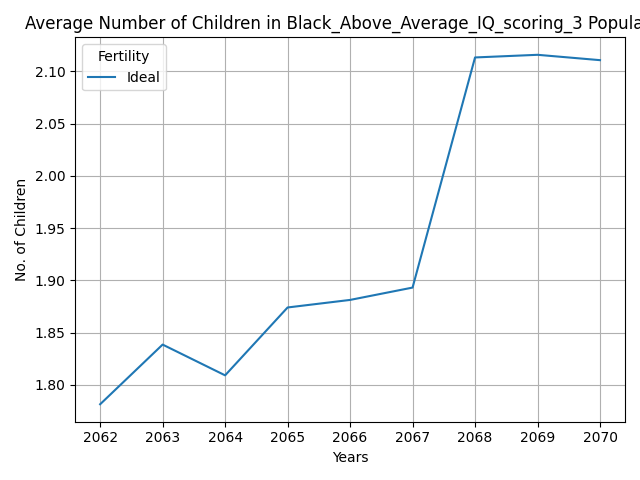 Average Number of Children in Black_Above_Average_IQ_scoring_3 Popula
Fertility
Ideal
2.10
2.05
2.00
1.95
1.90
1.85
1.80
No. of Children
2062 2063 2064 2065 2066 2067 2068 2069 2070
Years